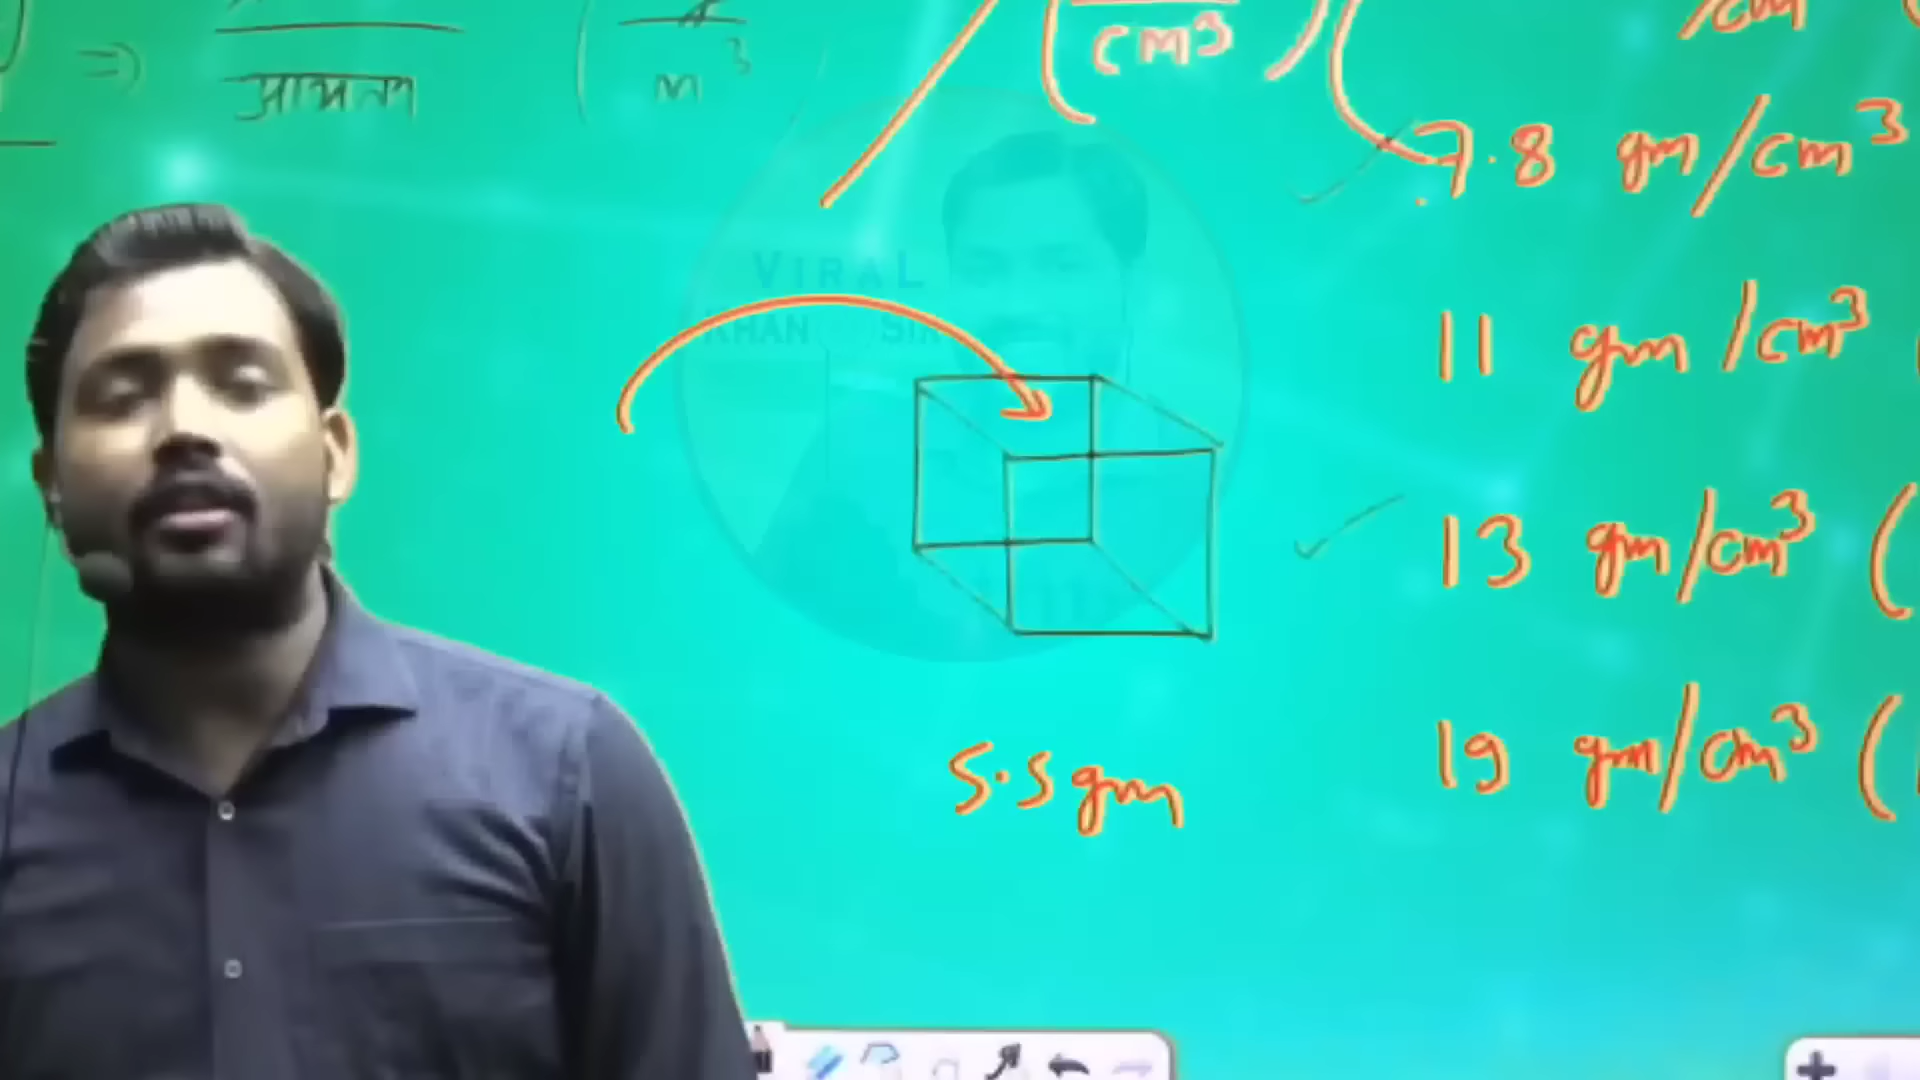 ⇒
m³
cm³
/cm
7.8 gm/cm³
VIRAL
KHAN SIR
11 gm/cm³
13 gm/cm³ (
5.5 gm
19 gm/cm³ (